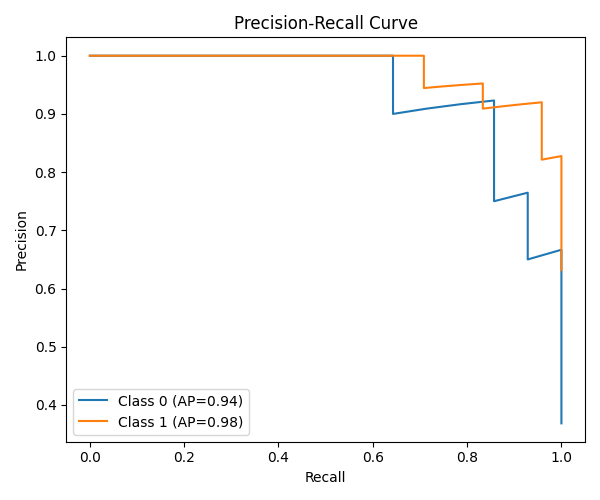 Precision-Recall Curve
1.0
0.9
0.8
0.7
0.6
0.5
0.4
Precision
Class 0 (AP=0.94)
Class 1 (AP=0.98)
0.0 0.2 0.4 0.6 0.8 1.0
Recall